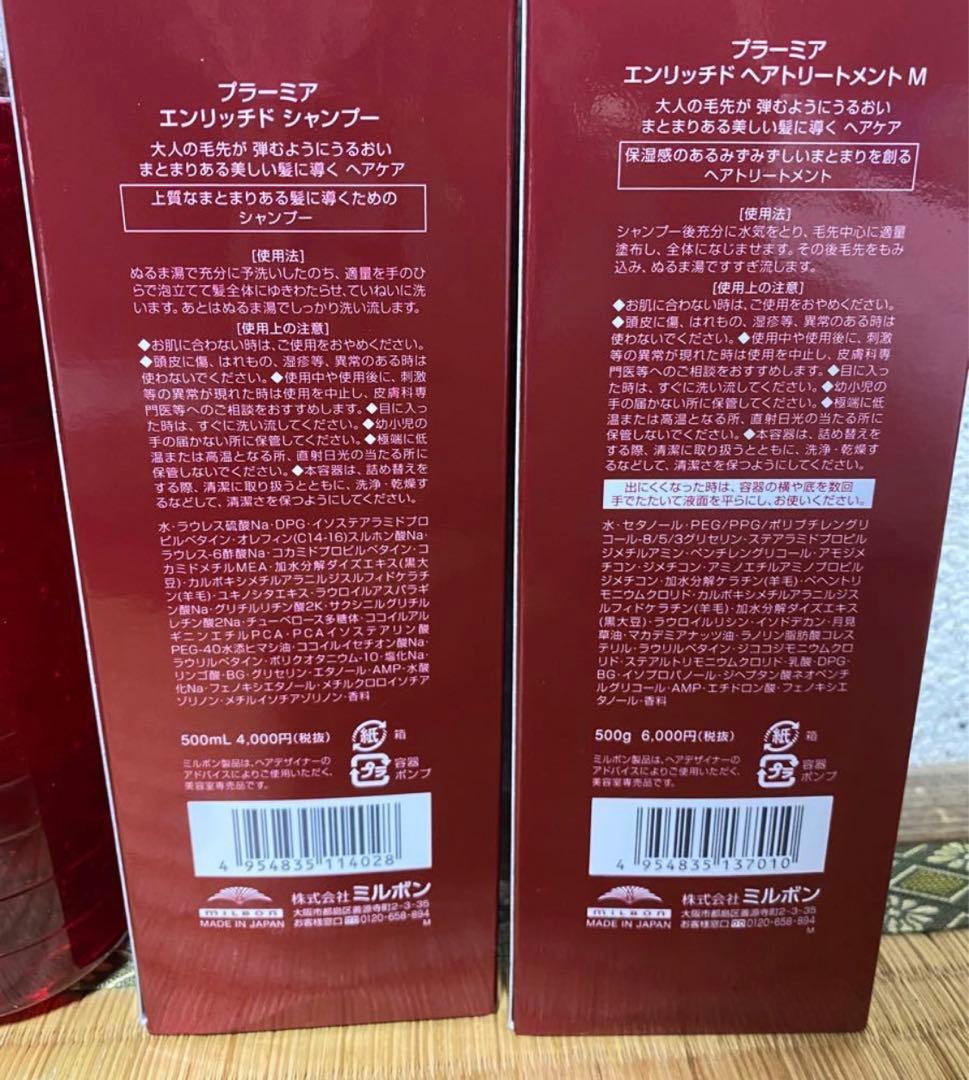 プラーミア
エンリッチド シャンプー
大人の毛先が 弾むようにうるおい
まとまりある美しい髪に導く ヘアケア
上質なまとまりある髪に導くための
シャンプー
[使用法]
ぬるま湯で充分に予洗いしたのち、適量を手のひ
らで泡立てて髪全体にゆきわたらせ、ていねいに洗
います。あとはぬるま湯でしっかり洗い流します。
[使用上の注意]
◆お肌に合わない時は、ご使用をおやめください。
◆頭皮に傷、はれもの、湿疹等、異常のある時は
使わないでください。◆使用中や使用後に、刺激
等の異常が現れた時は使用を中止し、皮膚科専
門医等へのご相談をおすすめします。◆目に入っ
た時は、すぐに洗い流してください。◆幼小児の
手の届かない所に保管してください。◆極端に低
温または高温となる所、直射日光の当たる所に
保管しないでください。◆本容器は、詰め替えを
する際、清潔に取り扱うとともに、洗浄・乾燥す
るなどして、清潔さを保つようにしてください。
水・ラウレス硫酸Na・DPG・イソステアラミドプロ
ピルベタイン・オレフィン(C14-16)スルホン酸Na・
ラウレス-6酢酸Na・コカミドプロピルベタイン・コ
カミドメチルMEA・加水分解ダイズエキス(黒大
豆)・カルボキシメチルアラニルジスルフィドケラチ
ン(羊毛)・ユキノシタエキス・ラウロイルアスパラギ
ン酸Na・グリチルリチン酸2K・サクシニルグリチル
レチン酸2Na・チューベロース多糖体・ココイルアル
ギニンエチルPCA・PCAイソステアリン酸
PEG-40水添ヒマシ油・ココイルイセチオン酸Na・
ラウリルベタイン・ポリクオタニウム-10・塩化Na・
リンゴ酸・BG・グリセリン・エタノール・AMP・水酸
化Na・フェノキシエタノール・メチルクロロイソチア
ゾリノン・メチルイソチアゾリノン・香料
500mL 4,000円(税抜)
紙 箱
プラ 容器
ポンプ
ミルボン製品は、ヘアデザイナーの
アドバイスによりご使用いただく、
美容室専売品です。
4 954835 114028
milbon
MADE IN JAPAN
株式会社 ミルボン
大阪市都島区善源寺町2-3-35
お客様窓口 0120-658-894
M
プラーミア
エンリッチド ヘアトリートメント M
大人の毛先が 弾むようにうるおい
まとまりある美しい髪に導く ヘアケア
保湿感のあるみずみずしいまとまりを創る
ヘアトリートメント
[使用法]
シャンプー後充分に水気をとり、毛先中心に適量
塗布し、全体になじませます。その後毛先をもみ
込み、ぬるま湯ですすぎ流します。
[使用上の注意]
◆お肌に合わない時は、ご使用をおやめください。
◆頭皮に傷、はれもの、湿疹等、異常のある時は
使わないでください。◆使用中や使用後に、刺激
等の異常が現れた時は使用を中止し、皮膚科専
門医等へのご相談をおすすめします。◆目に入っ
た時は、すぐに洗い流してください。◆幼小児の
手の届かない所に保管してください。◆極端に低
温または高温となる所、直射日光の当たる所に
保管しないでください。◆本容器は、詰め替えを
する際、清潔に取り扱うとともに、洗浄・乾燥す
るなどして、清潔さを保つようにしてください。
出にくくなった時は、容器の横や底を数回
手でたたいて液面を平らにし、お使いください。
水・セタノール・PEG/PPG/ポリブチレングリ
コール-8/5/3グリセリン・ステアラミドプロピル
ジメチルアミン・ペンチレングリコール・アモジメ
チコン・ジメチコン・アミノエチルアミノプロピル
ジメチコン・加水分解ケラチン(羊毛)・ベヘントリ
モニウムクロリド・カルボキシメチルアラニルジス
ルフィドケラチン(羊毛)・加水分解ダイズエキス
(黒大豆)・ラウロイルリシン・イソドデカン・月見
草油・マカデミアナッツ油・ラノリン脂肪酸コレス
テリル・ラウリルベタイン・ジココジモニウムクロ
リド・ステアルトリモニウムクロリド・乳酸・DPG・
BG・イソプロパノール・ジヘプタン酸ネオペンチ
ルグリコール・AMP・エチドロン酸・フェノキシエ
タノール・香料
500g 6,000円(税抜)
紙 箱
プラ 容器
ポンプ
ミルボン製品は、ヘアデザイナーの
アドバイスによりご使用いただく、
美容室専売品です。
4 954835 137010
milbon
MADE IN JAPAN
株式会社 ミルボン
大阪市都島区善源寺町2-3-35
お客様窓口 0120-658-894
M